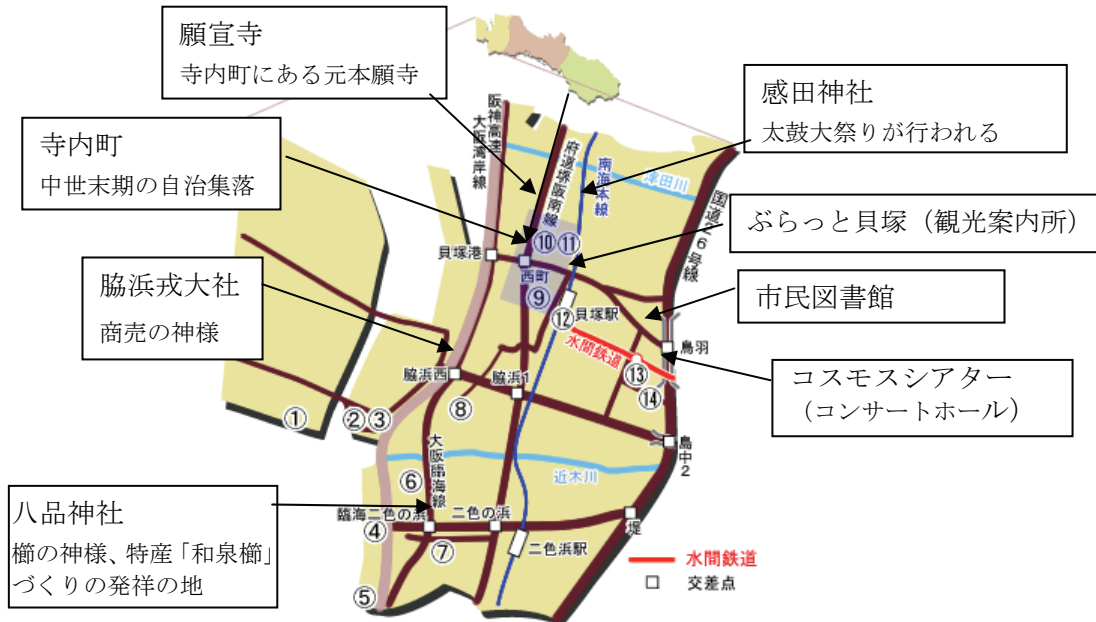 願宣寺
寺内町にある元本願寺
寺内町
中世末期の自治集落
脇浜戎大社
商売の神様
八品神社
櫛の神様、特産「和泉櫛」
づくりの発祥の地
感田神社
太鼓大祭りが行われる
ぶらっと貝塚（観光案内所）
市民図書館
コスモスシアター
（コンサートホール）
阪神高速
大阪湾岸線
府道堺阪南線
南海本線
津田川
国道26号線
貝塚港
⑩ ⑪
西町
⑨
⑫
貝塚駅
水間鉄道
鳥羽
⑬
⑭
脇浜西
脇浜1
⑧
① ② ③
島中2
大阪臨海線
近木川
⑥
臨海二色の浜
二色の浜
堤
④
⑦
二色浜駅
⑤
水間鉄道
交差点